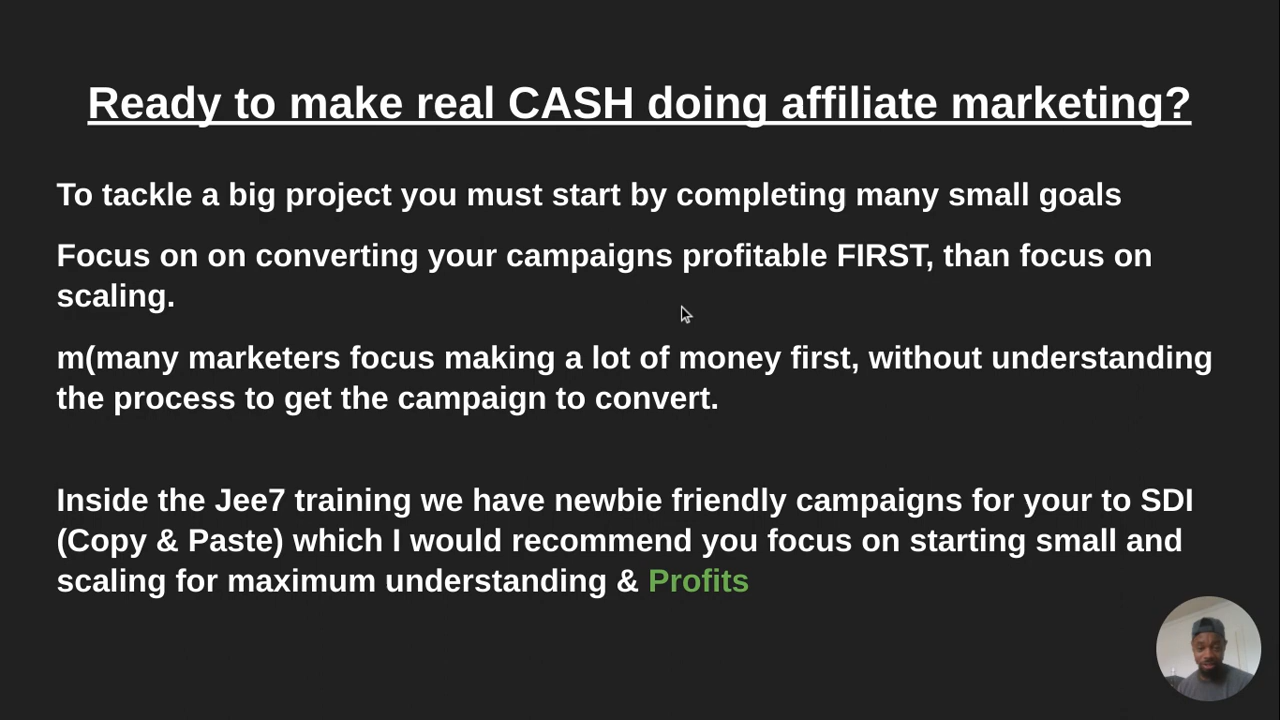 Ready to make real CASH doing affiliate marketing?
To tackle a big project you must start by completing many small goals
Focus on on converting your campaigns profitable FIRST, than focus on
scaling.
m(many marketers focus making a lot of money first, without understanding
the process to get the campaign to convert.
Inside the Jee7 training we have newbie friendly campaigns for your to SDI
(Copy & Paste) which I would recommend you focus on starting small and
scaling for maximum understanding & Profits